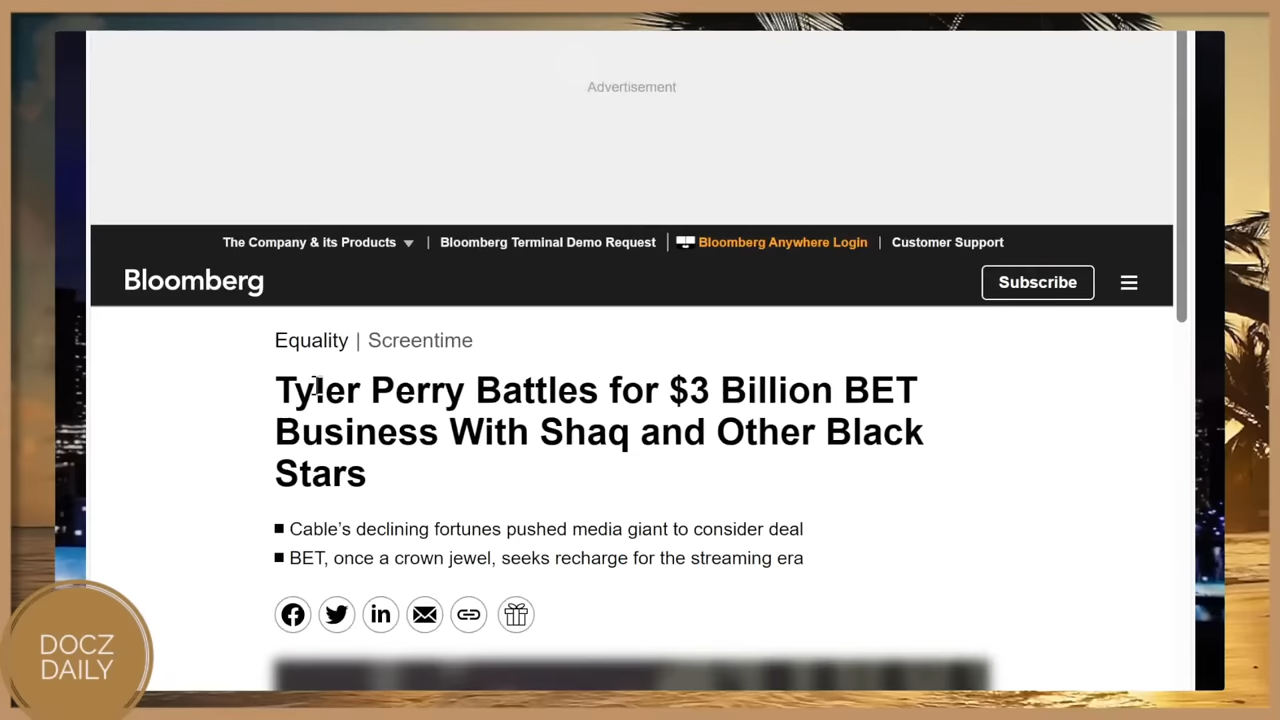 Advertisement
The Company & its Products | Bloomberg Terminal Demo Request | Bloomberg Anywhere Login | Customer Support
Bloomberg
Subscribe
Equality | Screentime
Tyler Perry Battles for $3 Billion BET
Business With Shaq and Other Black
Stars
Cable's declining fortunes pushed media giant to consider deal
BET, once a crown jewel, seeks recharge for the streaming era
DOCZ
DAILY